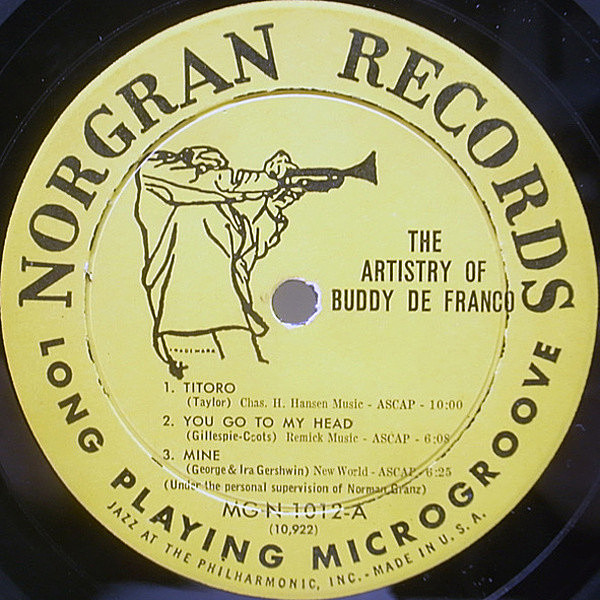 NORGRAN RECORDS
THE
ARTISTRY OF
BUDDY DE FRANCO
TRADEMARK
1. TITORO
(Taylor) Chas. H. Hansen Music - ASCAP - 10:00
2. YOU GO TO MY HEAD
(Gillespie-Coots) Remick Music - ASCAP - 6:08
3. MINE
(George & Ira Gershwin) New World - ASCAP - 6:25
(Under the personal supervision of Norman Granz)
MG N 1012-A
(10,922)
LONG PLAYING MICROGROOVE
JAZZ AT THE PHILHARMONIC, INC. - MADE IN U.S.A.